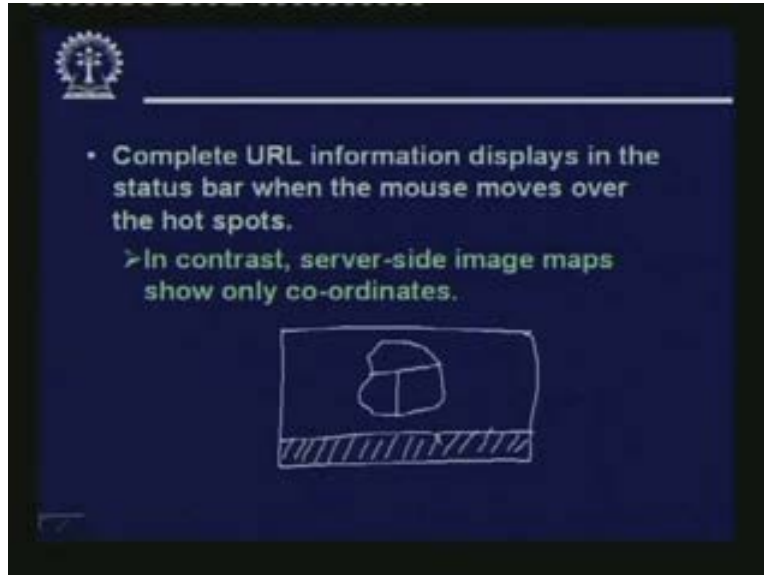 • Complete URL information displays in the
status bar when the mouse moves over
the hot spots.
➢In contrast, server-side image maps
show only co-ordinates.